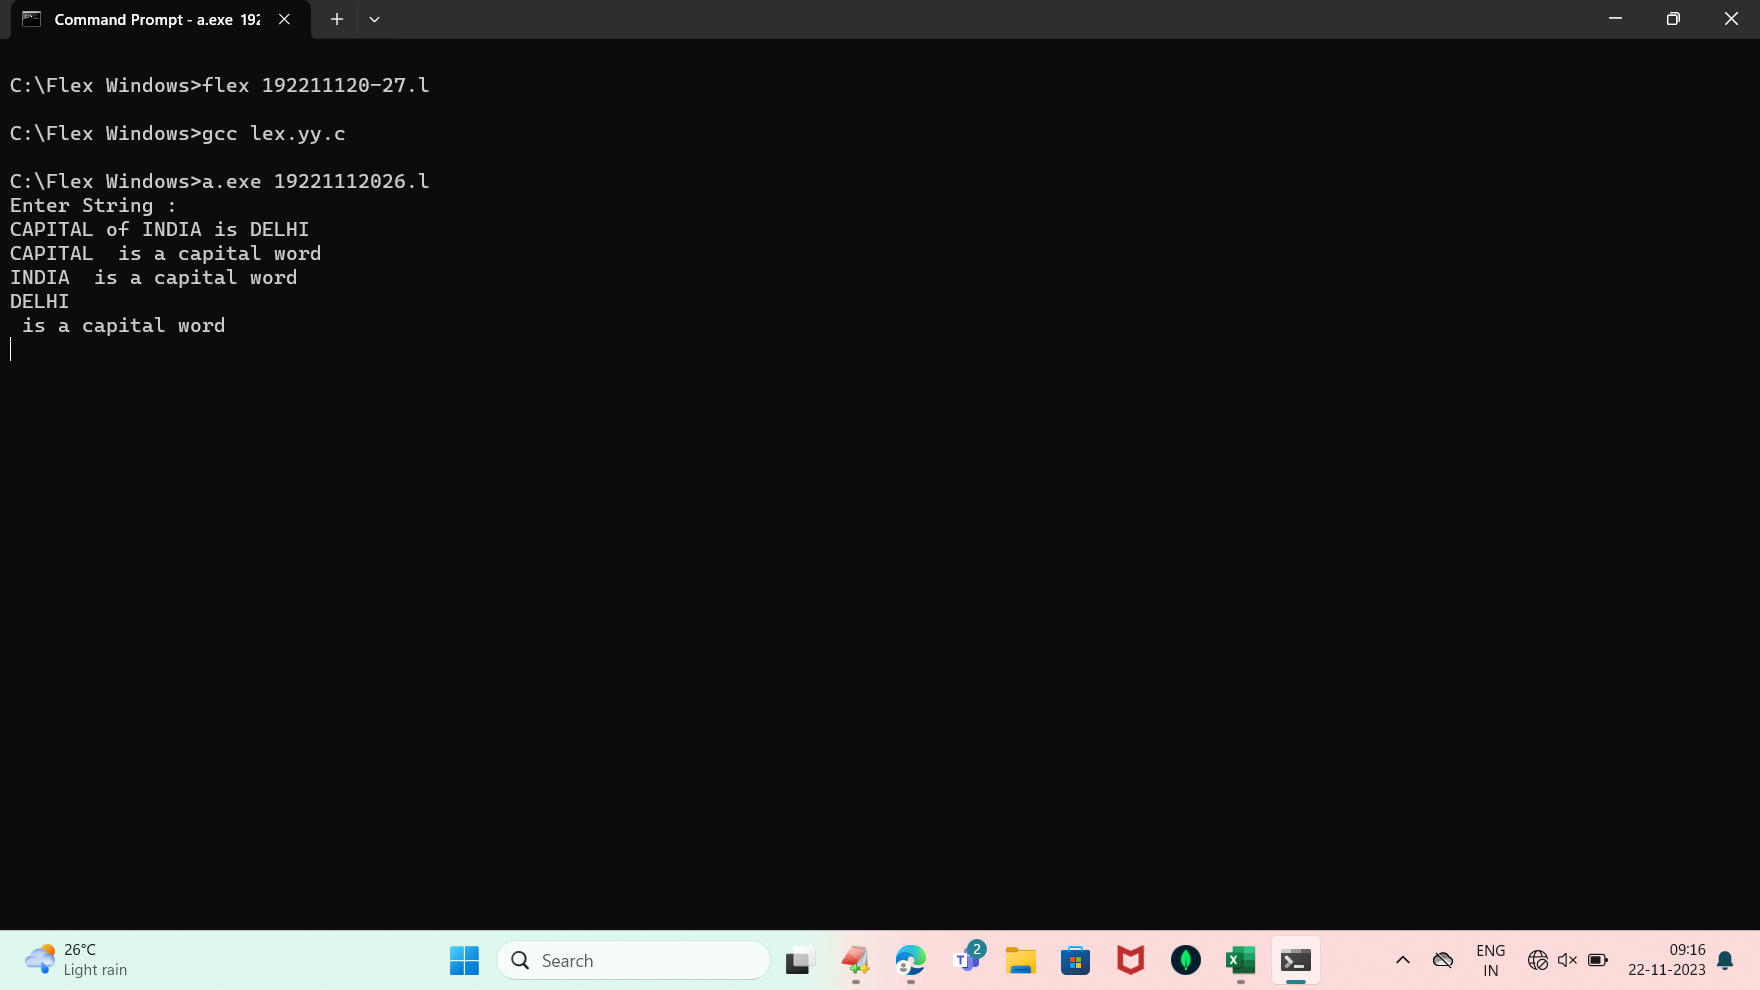 Command Prompt - a.exe 192
C:\Flex Windows>flex 192211120-27.l
C:\Flex Windows>gcc lex.yy.c
C:\Flex Windows>a.exe 19221112026.l
Enter String :
CAPITAL of INDIA is DELHI
CAPITAL  is a capital word
INDIA  is a capital word
DELHI
 is a capital word
26°C
Light rain
Search
2
ENG
IN
09:16
22-11-2023